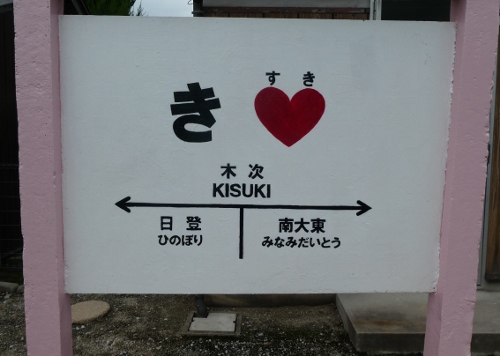 すき
き
木次
KISUKI
日登 南大東
ひのぼり みなみだいとう